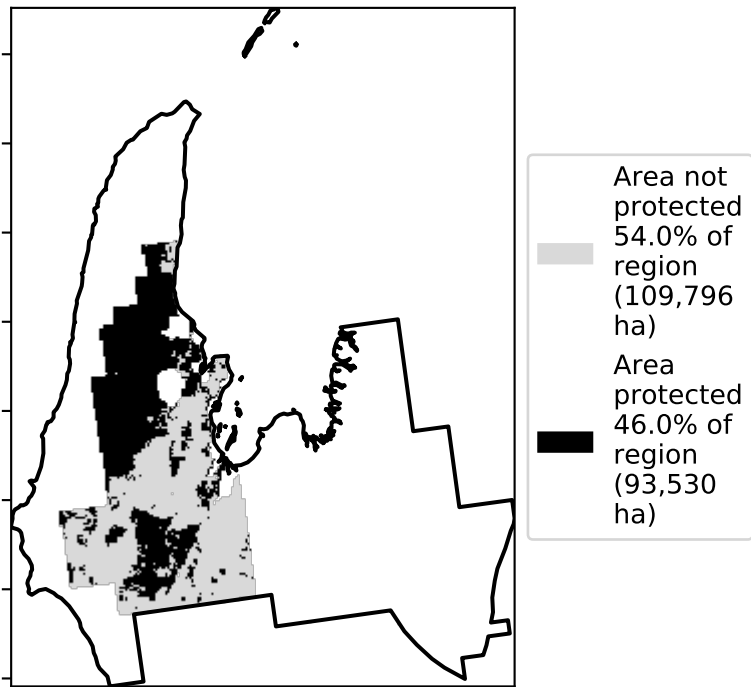 Area not
protected
54.0% of
region
(109,796
ha)
Area
protected
46.0% of
region
(93,530
ha)